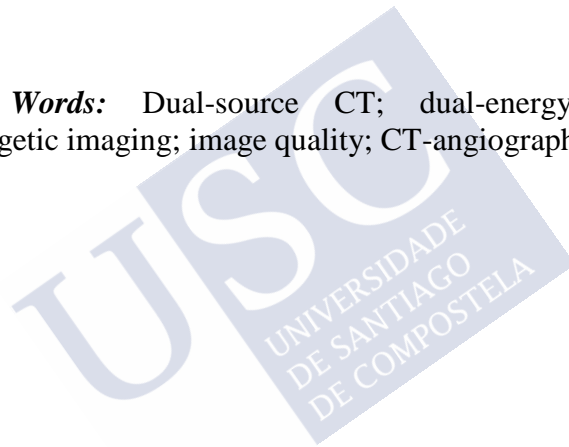 Words: Dual-source CT; dual-energy
getic imaging; image quality; CT-angiograph
USC
UNIVERSIDADE
DE SANTIAGO
DE COMPOSTELA